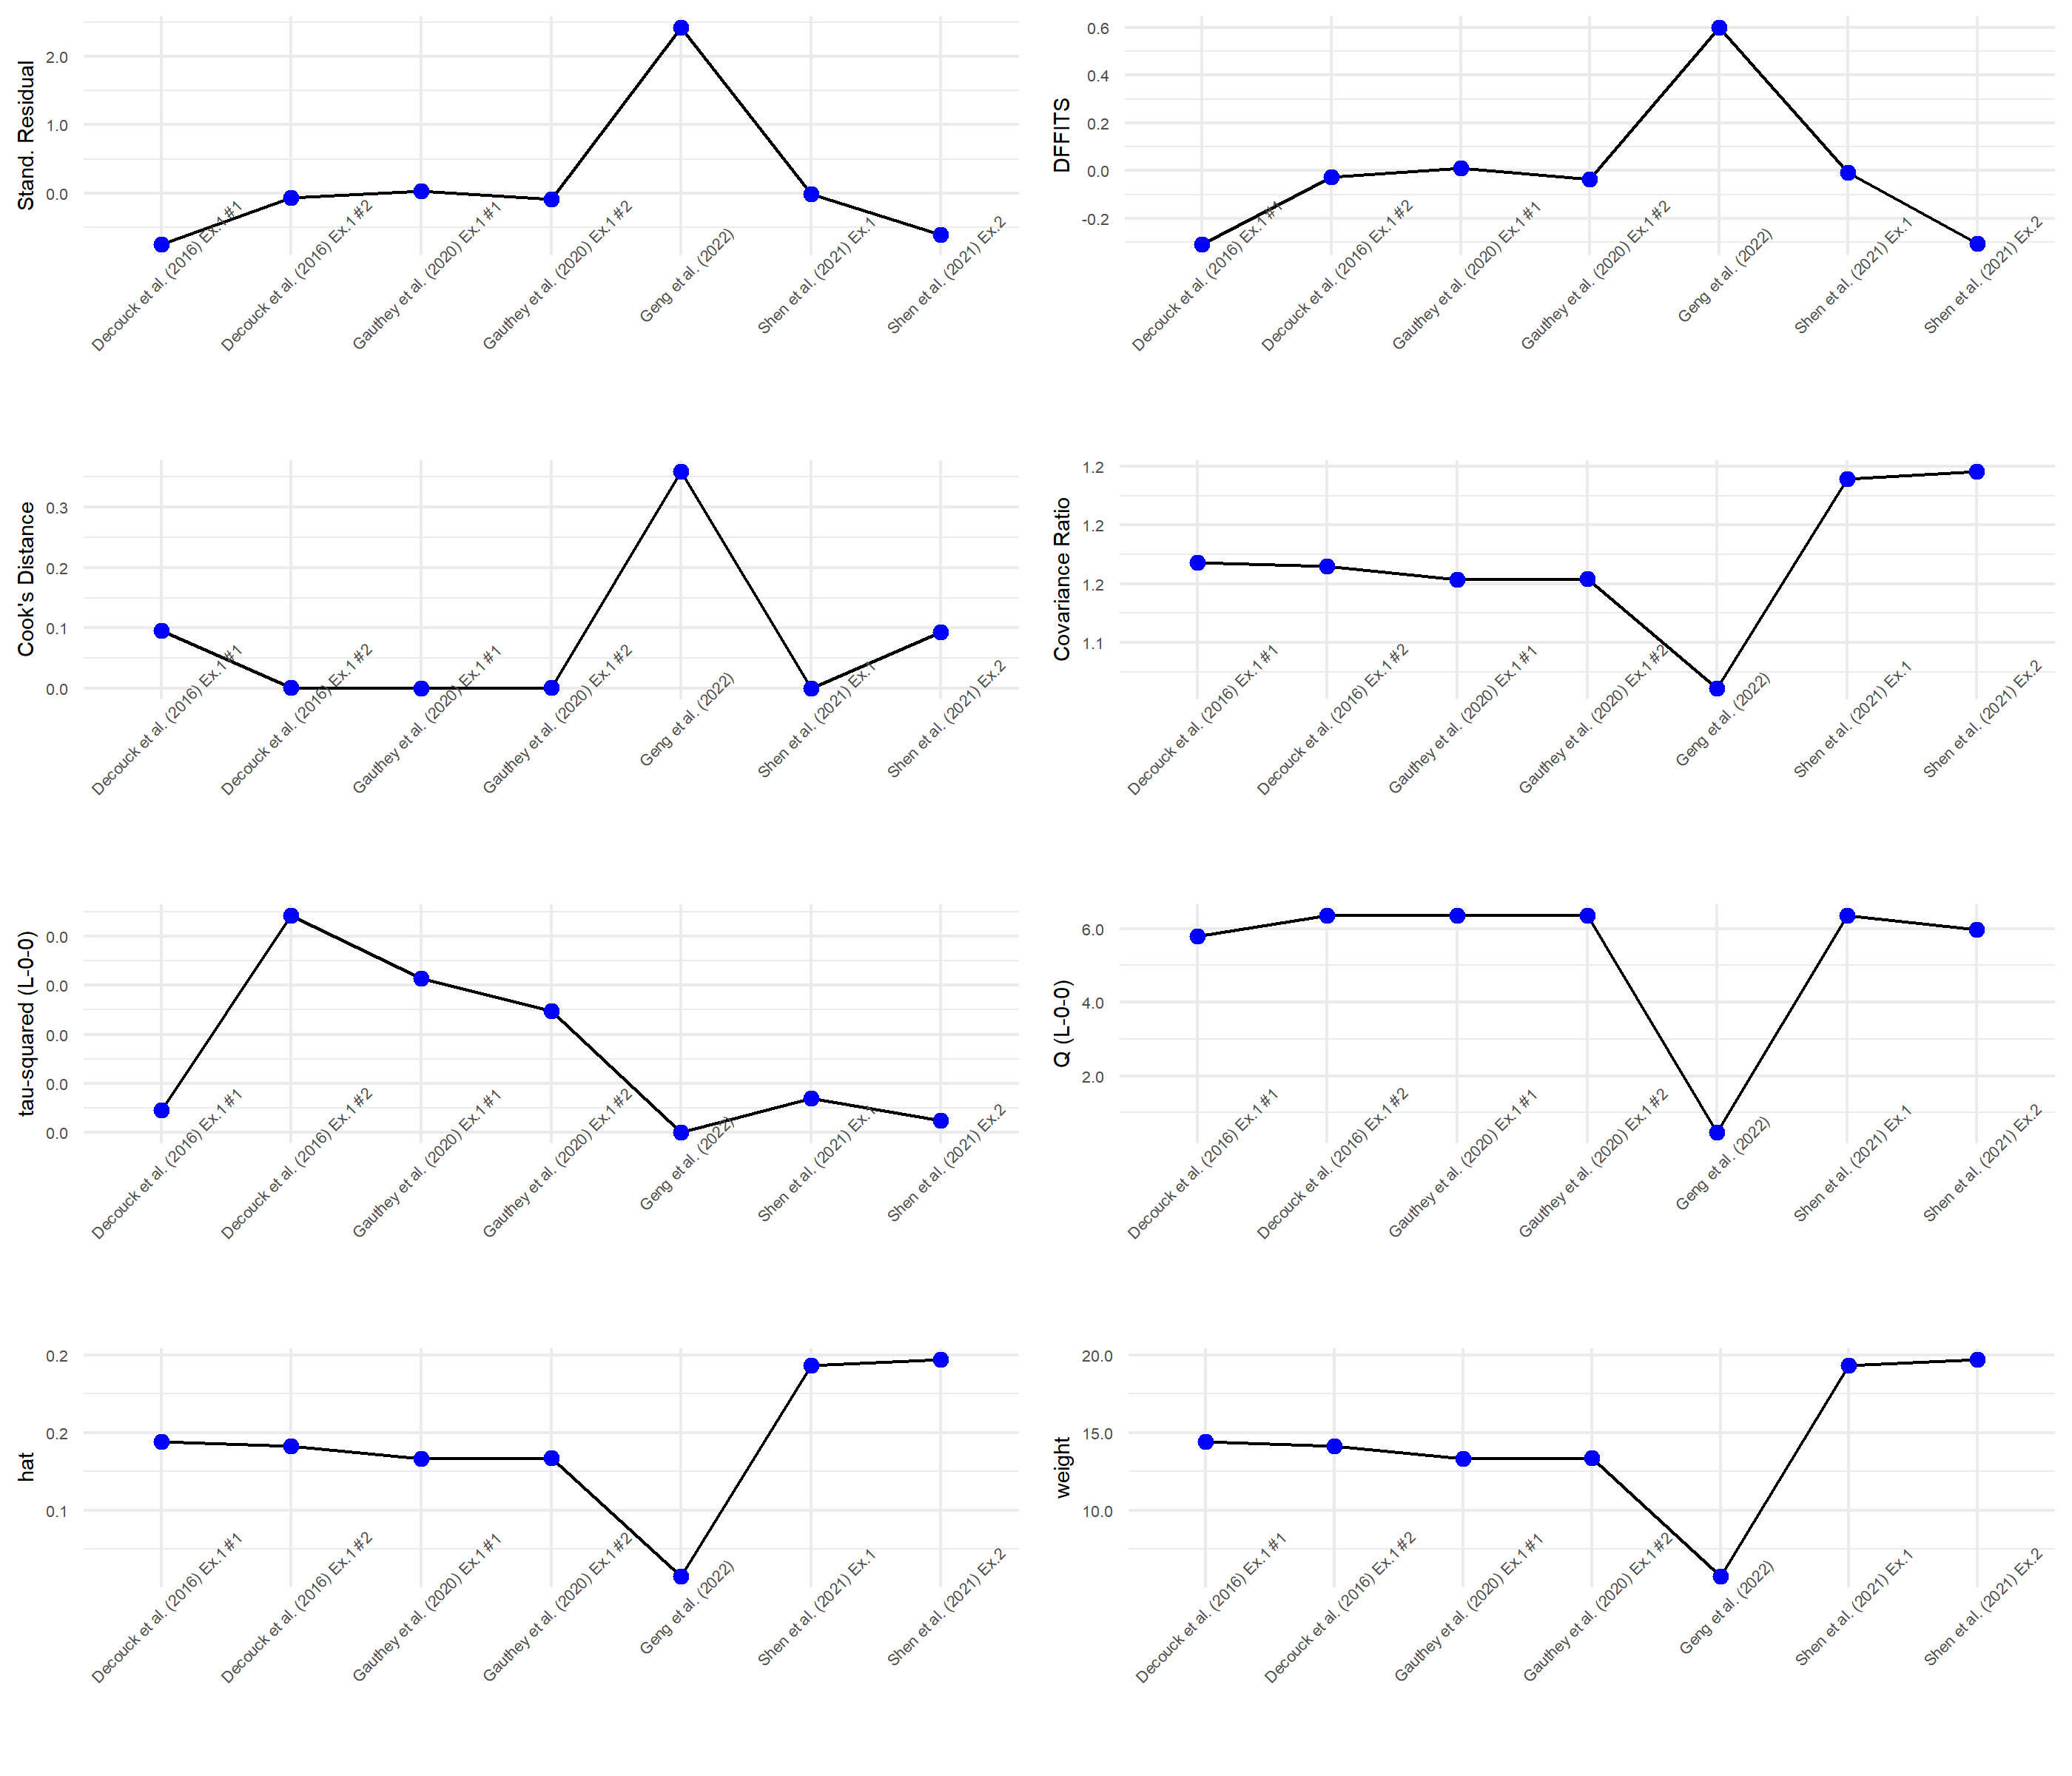 Stand. Residual
2.0
1.0
0.0
Decouck et al. (2016) Ex.1 #1
Decouck et al. (2016) Ex.1 #2
Gauthey et al. (2020) Ex.1 #1
Gauthey et al. (2020) Ex.1 #2
Geng et al. (2022)
Shen et al. (2021) Ex.1
Shen et al. (2021) Ex.2
DFFITS
0.6
0.4
0.2
0.0
-0.2
Decouck et al. (2016) Ex.1 #1
Decouck et al. (2016) Ex.1 #2
Gauthey et al. (2020) Ex.1 #1
Gauthey et al. (2020) Ex.1 #2
Geng et al. (2022)
Shen et al. (2021) Ex.1
Shen et al. (2021) Ex.2
Cook's Distance
0.3
0.2
0.1
0.0
Decouck et al. (2016) Ex.1 #1
Decouck et al. (2016) Ex.1 #2
Gauthey et al. (2020) Ex.1 #1
Gauthey et al. (2020) Ex.1 #2
Geng et al. (2022)
Shen et al. (2021) Ex.1
Shen et al. (2021) Ex.2
Covariance Ratio
1.2
1.2
1.2
1.1
Decouck et al. (2016) Ex.1 #1
Decouck et al. (2016) Ex.1 #2
Gauthey et al. (2020) Ex.1 #1
Gauthey et al. (2020) Ex.1 #2
Geng et al. (2022)
Shen et al. (2021) Ex.1
Shen et al. (2021) Ex.2
tau-squared (L-0-0)
0.0
0.0
0.0
0.0
0.0
Decouck et al. (2016) Ex.1 #1
Decouck et al. (2016) Ex.1 #2
Gauthey et al. (2020) Ex.1 #1
Gauthey et al. (2020) Ex.1 #2
Geng et al. (2022)
Shen et al. (2021) Ex.1
Shen et al. (2021) Ex.2
Q (L-0-0)
6.0
4.0
2.0
Decouck et al. (2016) Ex.1 #1
Decouck et al. (2016) Ex.1 #2
Gauthey et al. (2020) Ex.1 #1
Gauthey et al. (2020) Ex.1 #2
Geng et al. (2022)
Shen et al. (2021) Ex.1
Shen et al. (2021) Ex.2
hat
0.2
0.2
0.1
Decouck et al. (2016) Ex.1 #1
Decouck et al. (2016) Ex.1 #2
Gauthey et al. (2020) Ex.1 #1
Gauthey et al. (2020) Ex.1 #2
Geng et al. (2022)
Shen et al. (2021) Ex.1
Shen et al. (2021) Ex.2
weight
20.0
15.0
10.0
Decouck et al. (2016) Ex.1 #1
Decouck et al. (2016) Ex.1 #2
Gauthey et al. (2020) Ex.1 #1
Gauthey et al. (2020) Ex.1 #2
Geng et al. (2022)
Shen et al. (2021) Ex.1
Shen et al. (2021) Ex.2